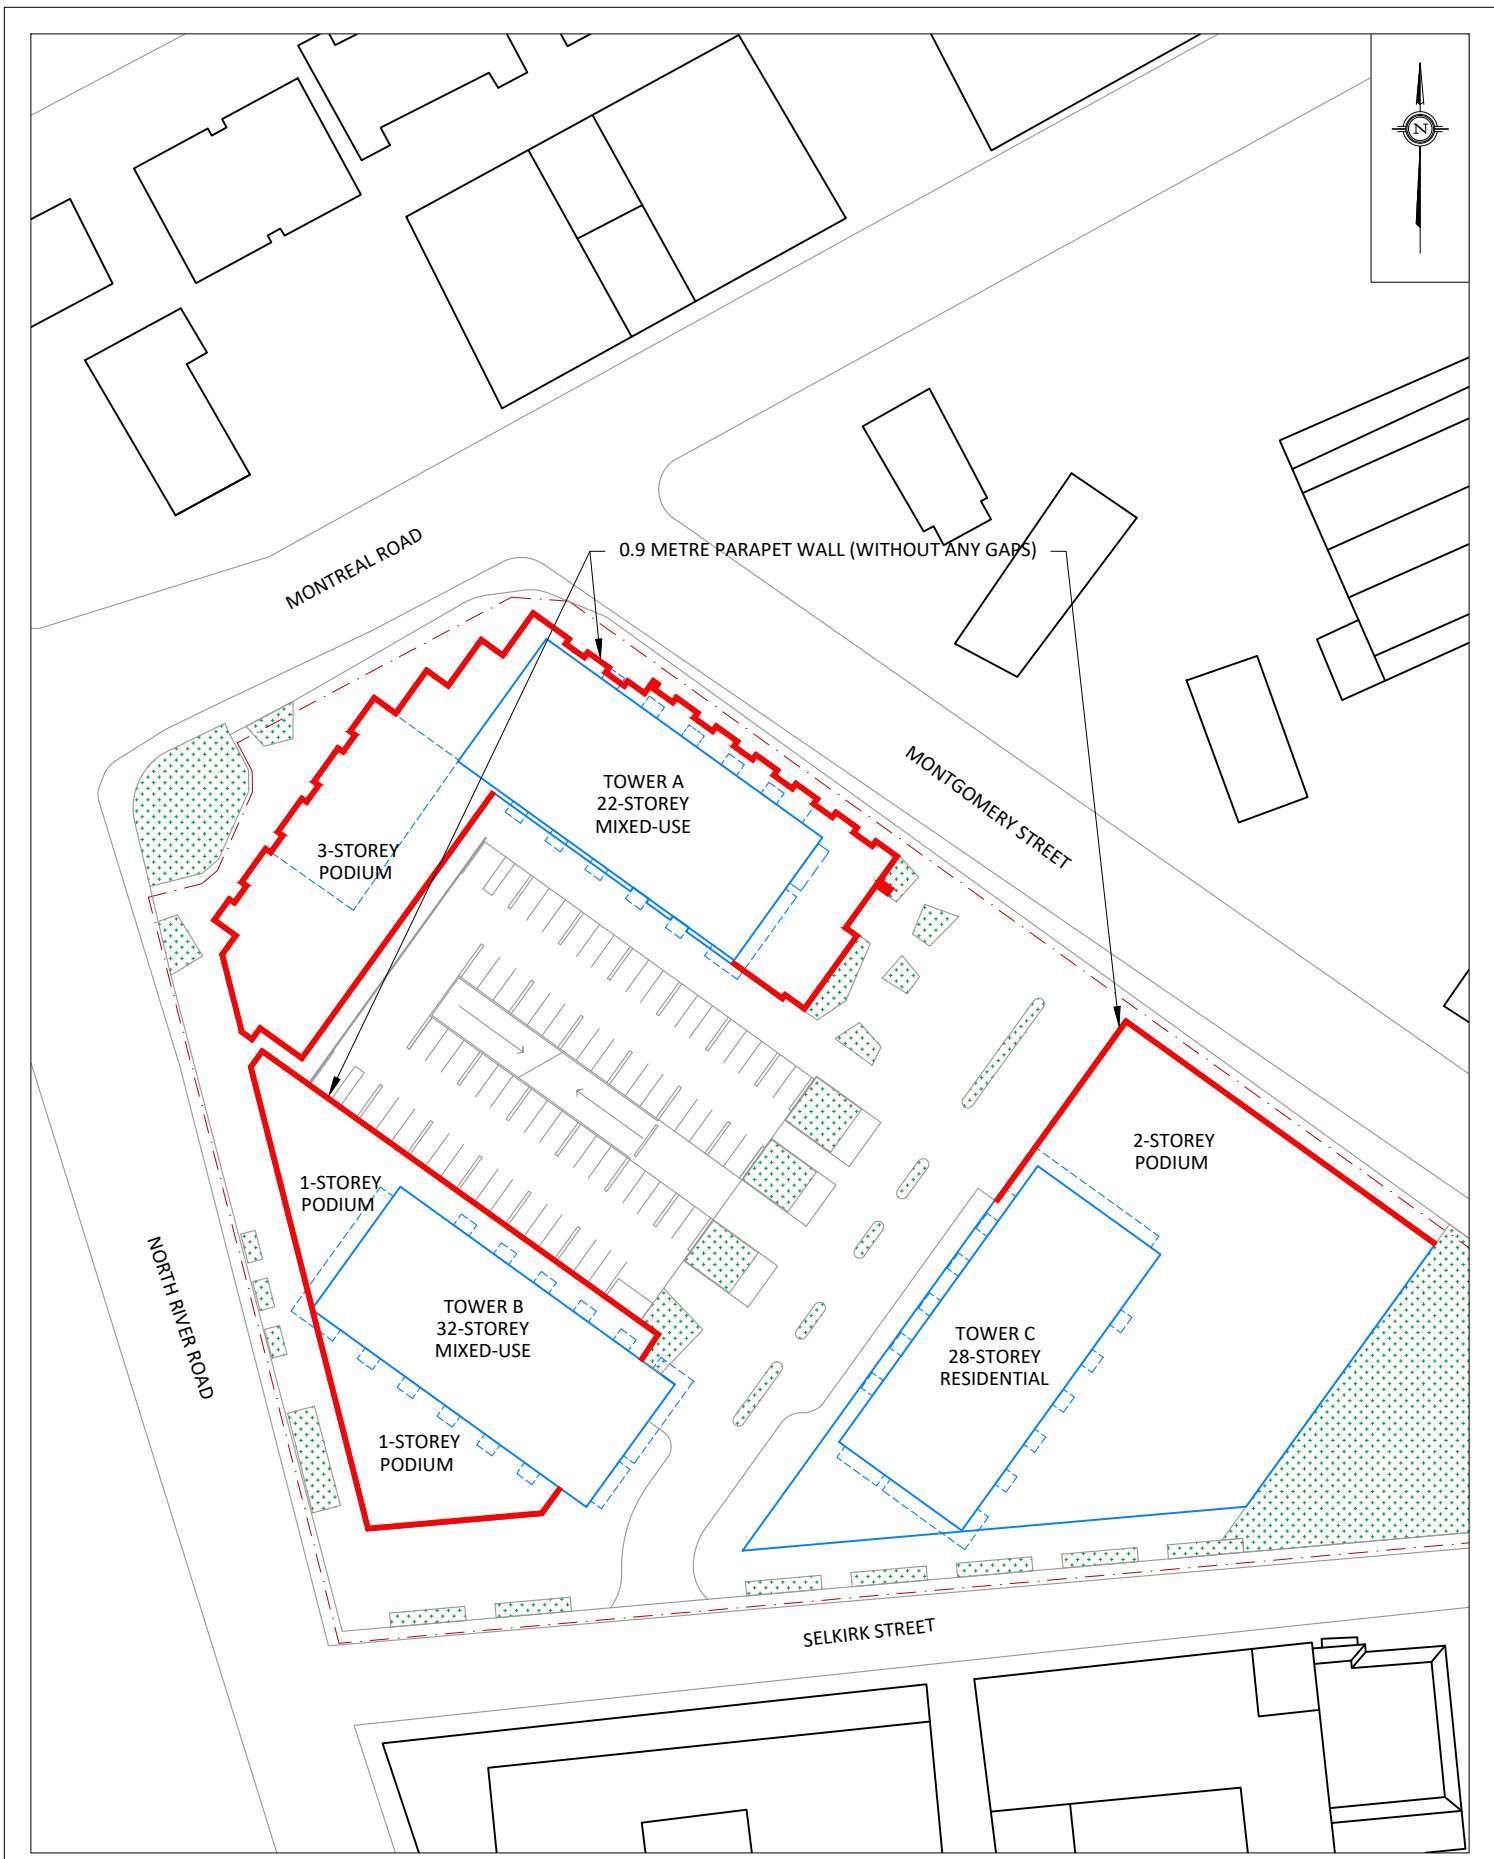 N
MONTREAL ROAD
0.9 METRE PARAPET WALL (WITHOUT ANY GAPS)
MONTGOMERY STREET
TOWER A
22-STOREY
MIXED-USE
3-STOREY
PODIUM
2-STOREY
PODIUM
1-STOREY
PODIUM
NORTH RIVER ROAD
TOWER B
32-STOREY
MIXED-USE
TOWER C
28-STOREY
RESIDENTIAL
1-STOREY
PODIUM
SELKIRK STREET